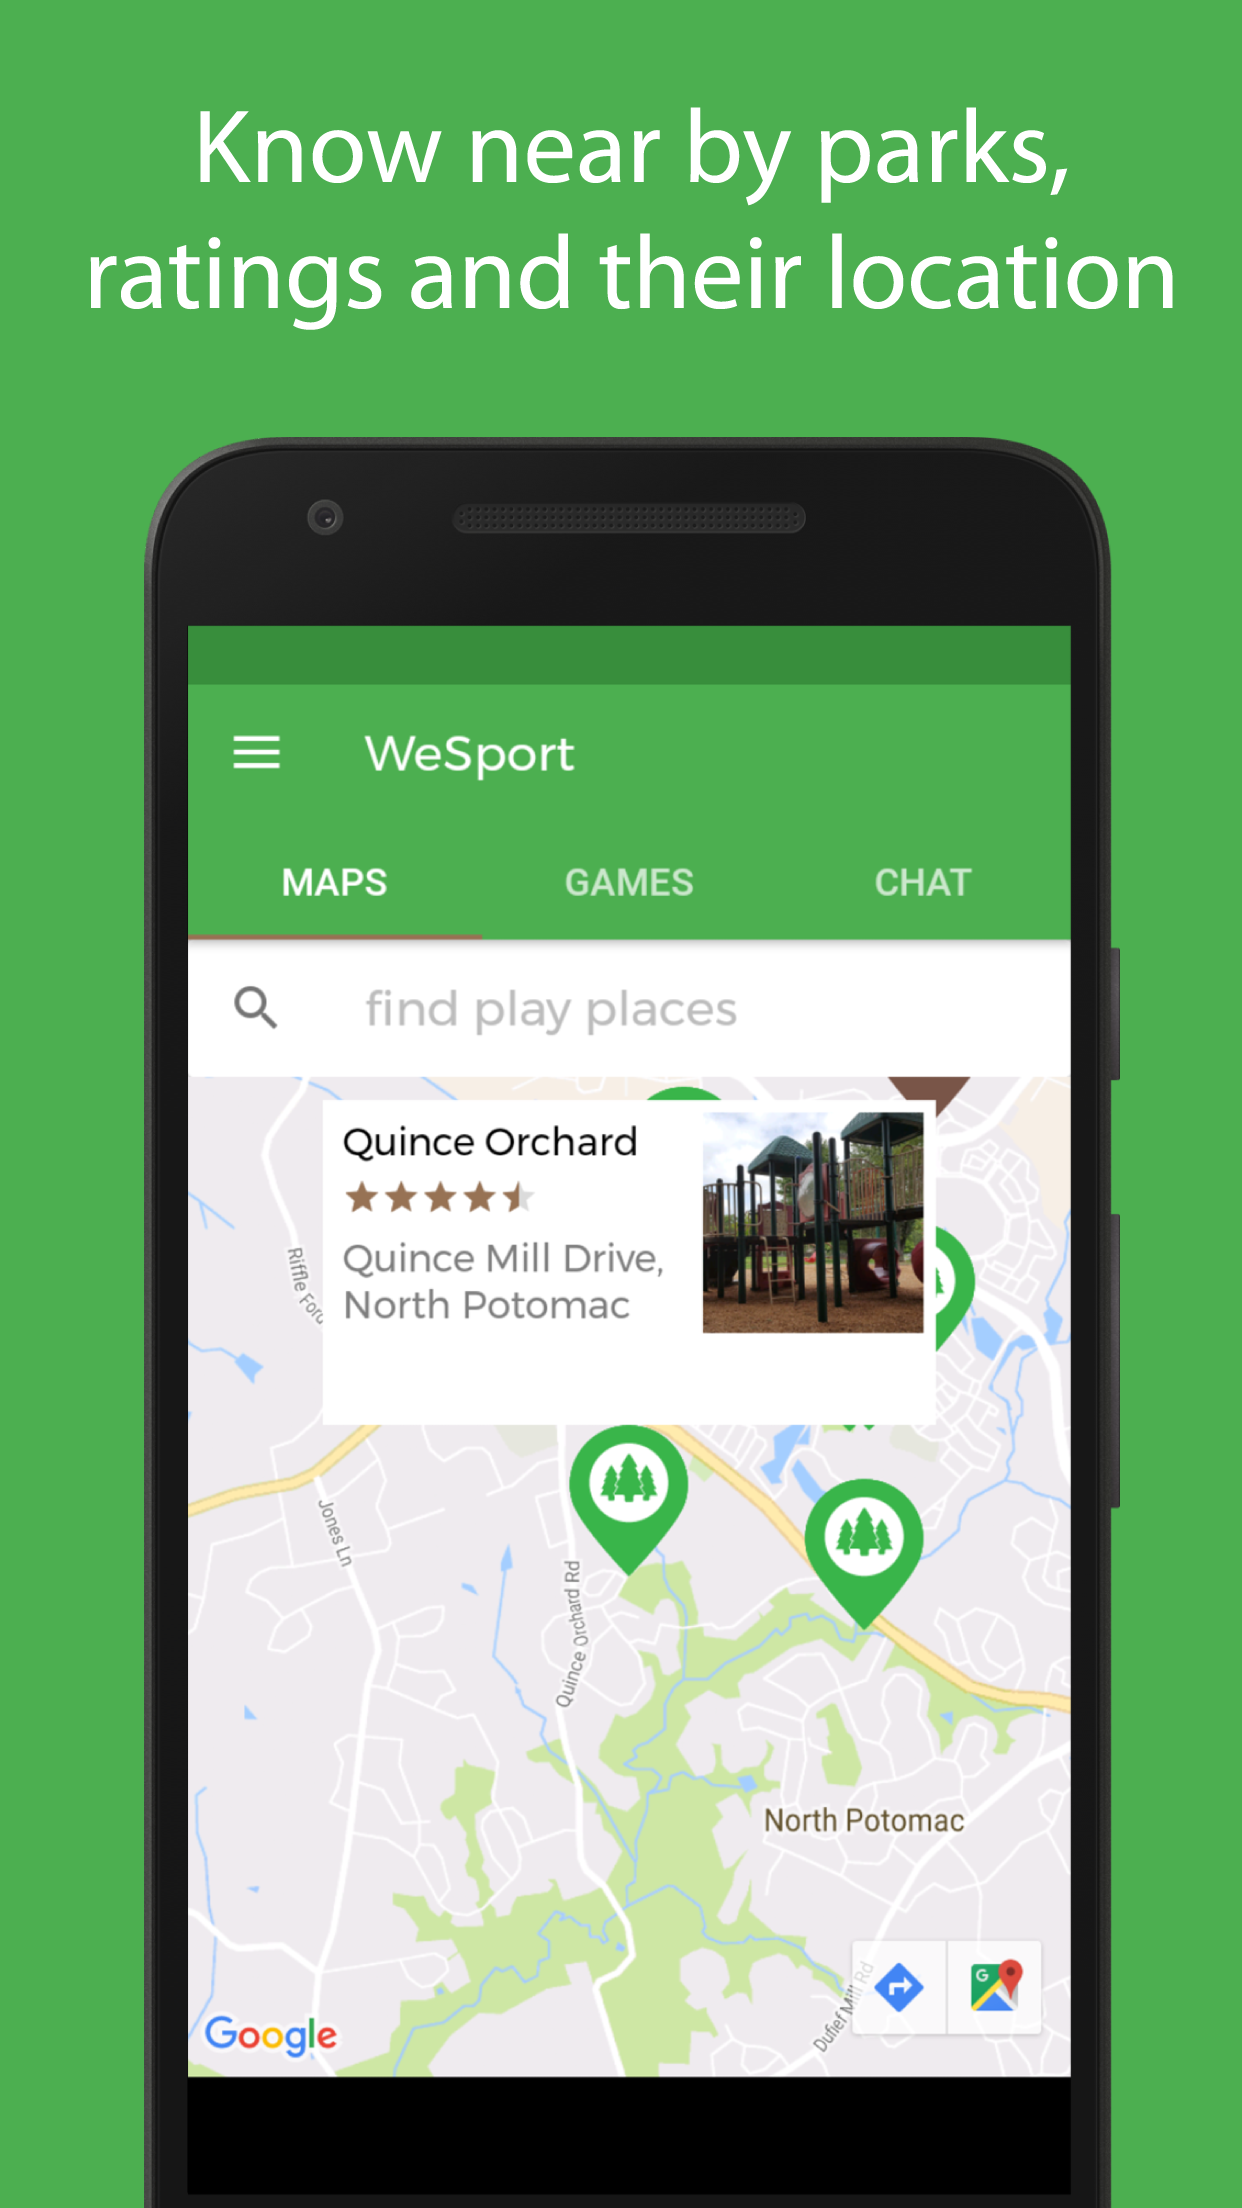 Know near by parks,
ratings and their location
WeSport
MAPS
GAMES
CHAT
find play places
Quince Orchard
Quince Mill Drive,
North Potomac
Riffle Ford
Jones Ln
Quince Orchard Rd
North Potomac
Dufief Mill Rd
G
Google